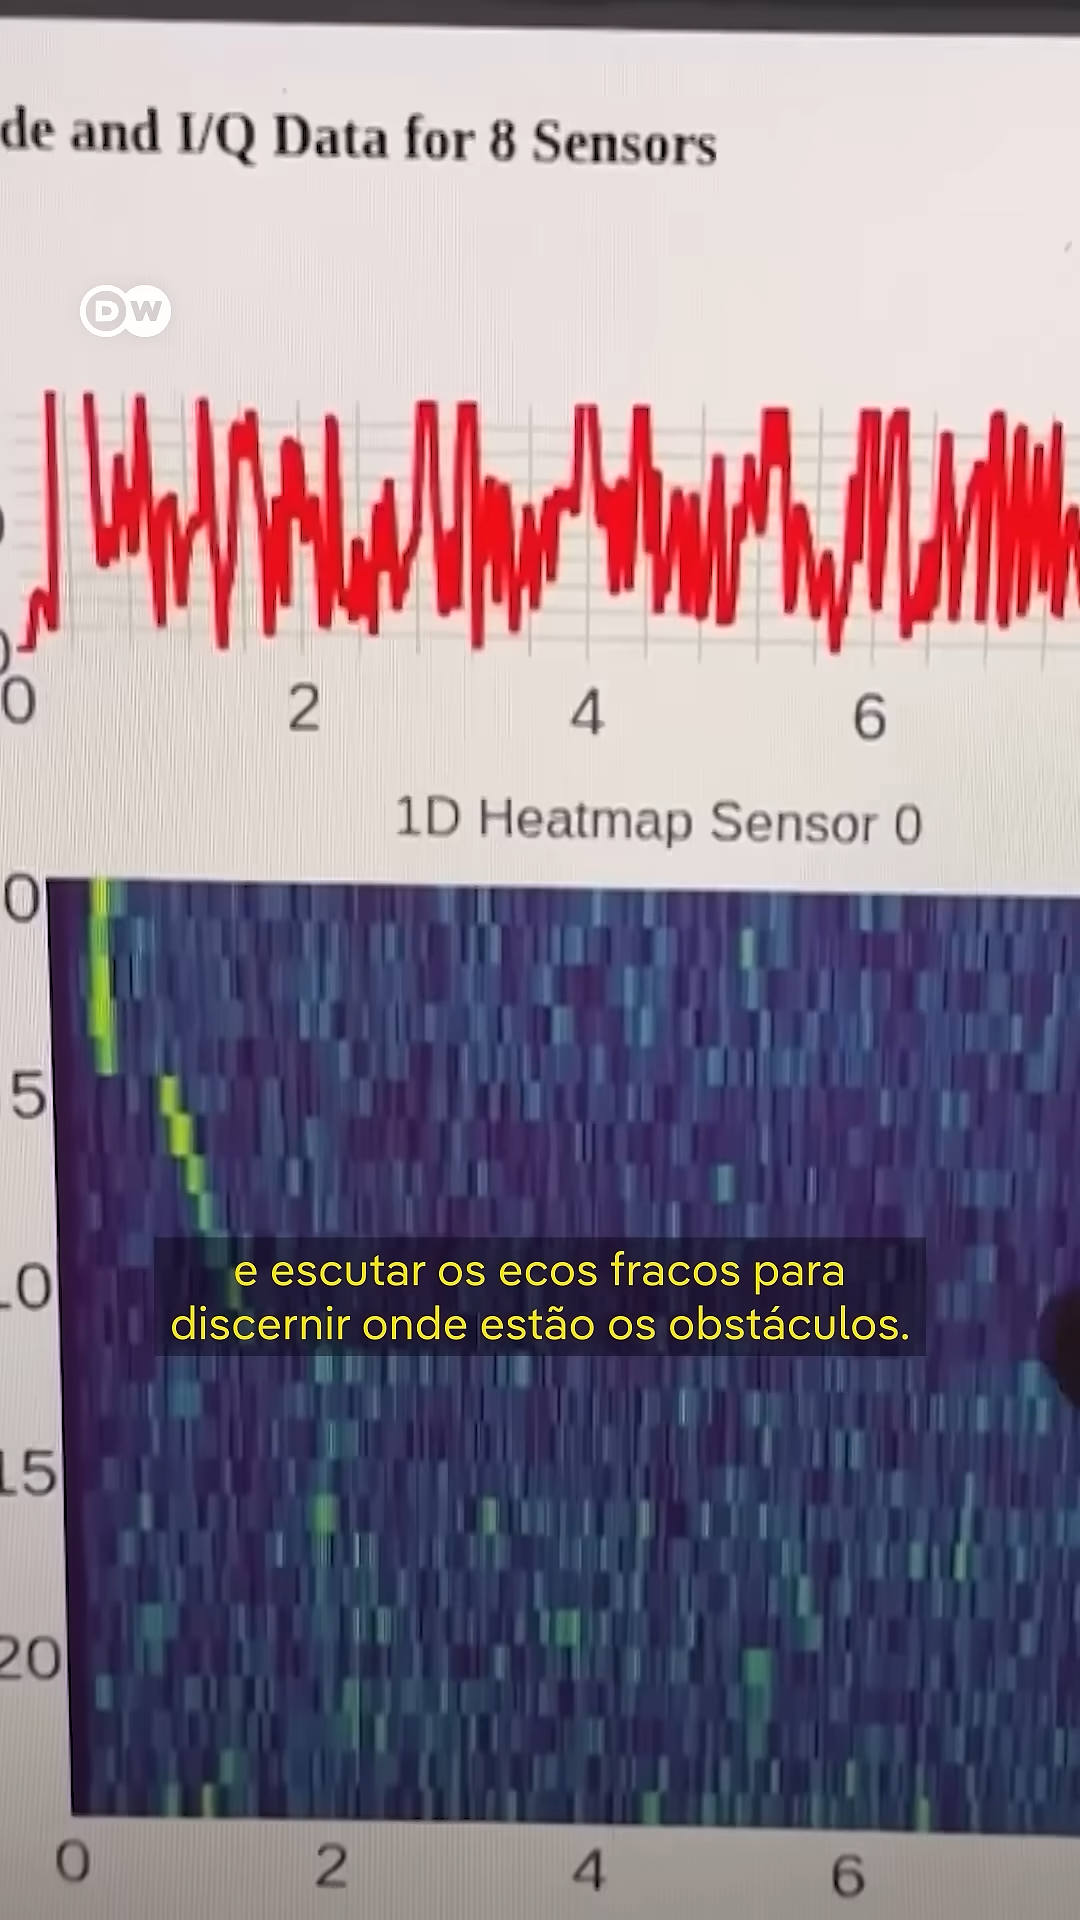 de and I/Q Data for 8 Sensors
DW
0 2 4 6
1D Heatmap Sensor 0
0
5
e escutar os ecos fracos para
discernir onde estão os obstáculos.
15
20
0 2 4 6